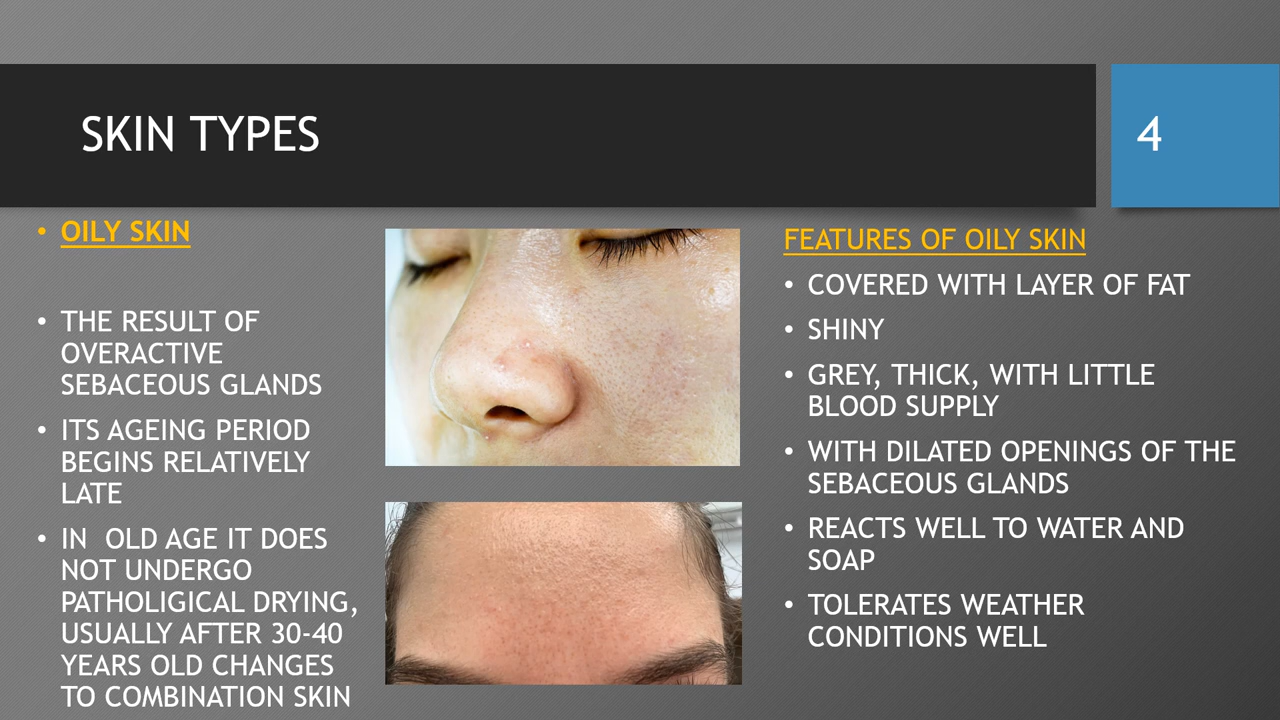 SKIN TYPES
4
• OILY SKIN
• THE RESULT OF
OVERACTIVE
SEBACEOUS GLANDS
• ITS AGEING PERIOD
BEGINS RELATIVELY
LATE
• IN  OLD AGE IT DOES
NOT UNDERGO
PATHOLIGICAL DRYING,
USUALLY AFTER 30-40
YEARS OLD CHANGES
TO COMBINATION SKIN
FEATURES OF OILY SKIN
• COVERED WITH LAYER OF FAT
• SHINY
• GREY, THICK, WITH LITTLE
BLOOD SUPPLY
• WITH DILATED OPENINGS OF THE
SEBACEOUS GLANDS
• REACTS WELL TO WATER AND
SOAP
• TOLERATES WEATHER
CONDITIONS WELL